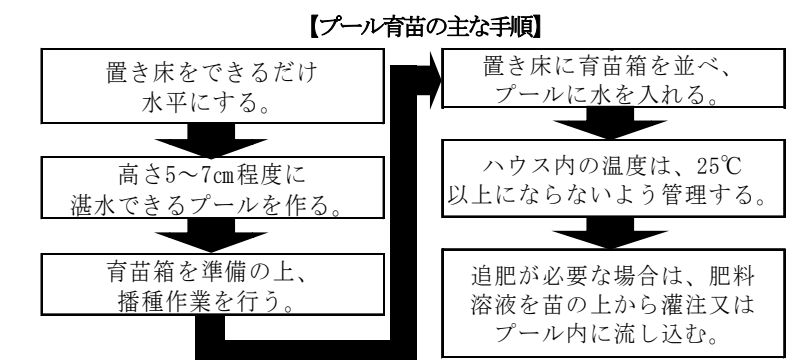 【プール育苗の主な手順】
置き床をできるだけ
水平にする。
高さ5～7㎝程度に
湛水できるプールを作る。
育苗箱を準備の上、
播種作業を行う。
置き床に育苗箱を並べ、
プールに水を入れる。
ハウス内の温度は、25℃
以上にならないよう管理する。
追肥が必要な場合は、肥料
溶液を苗の上から灌注又は
プール内に流し込む。